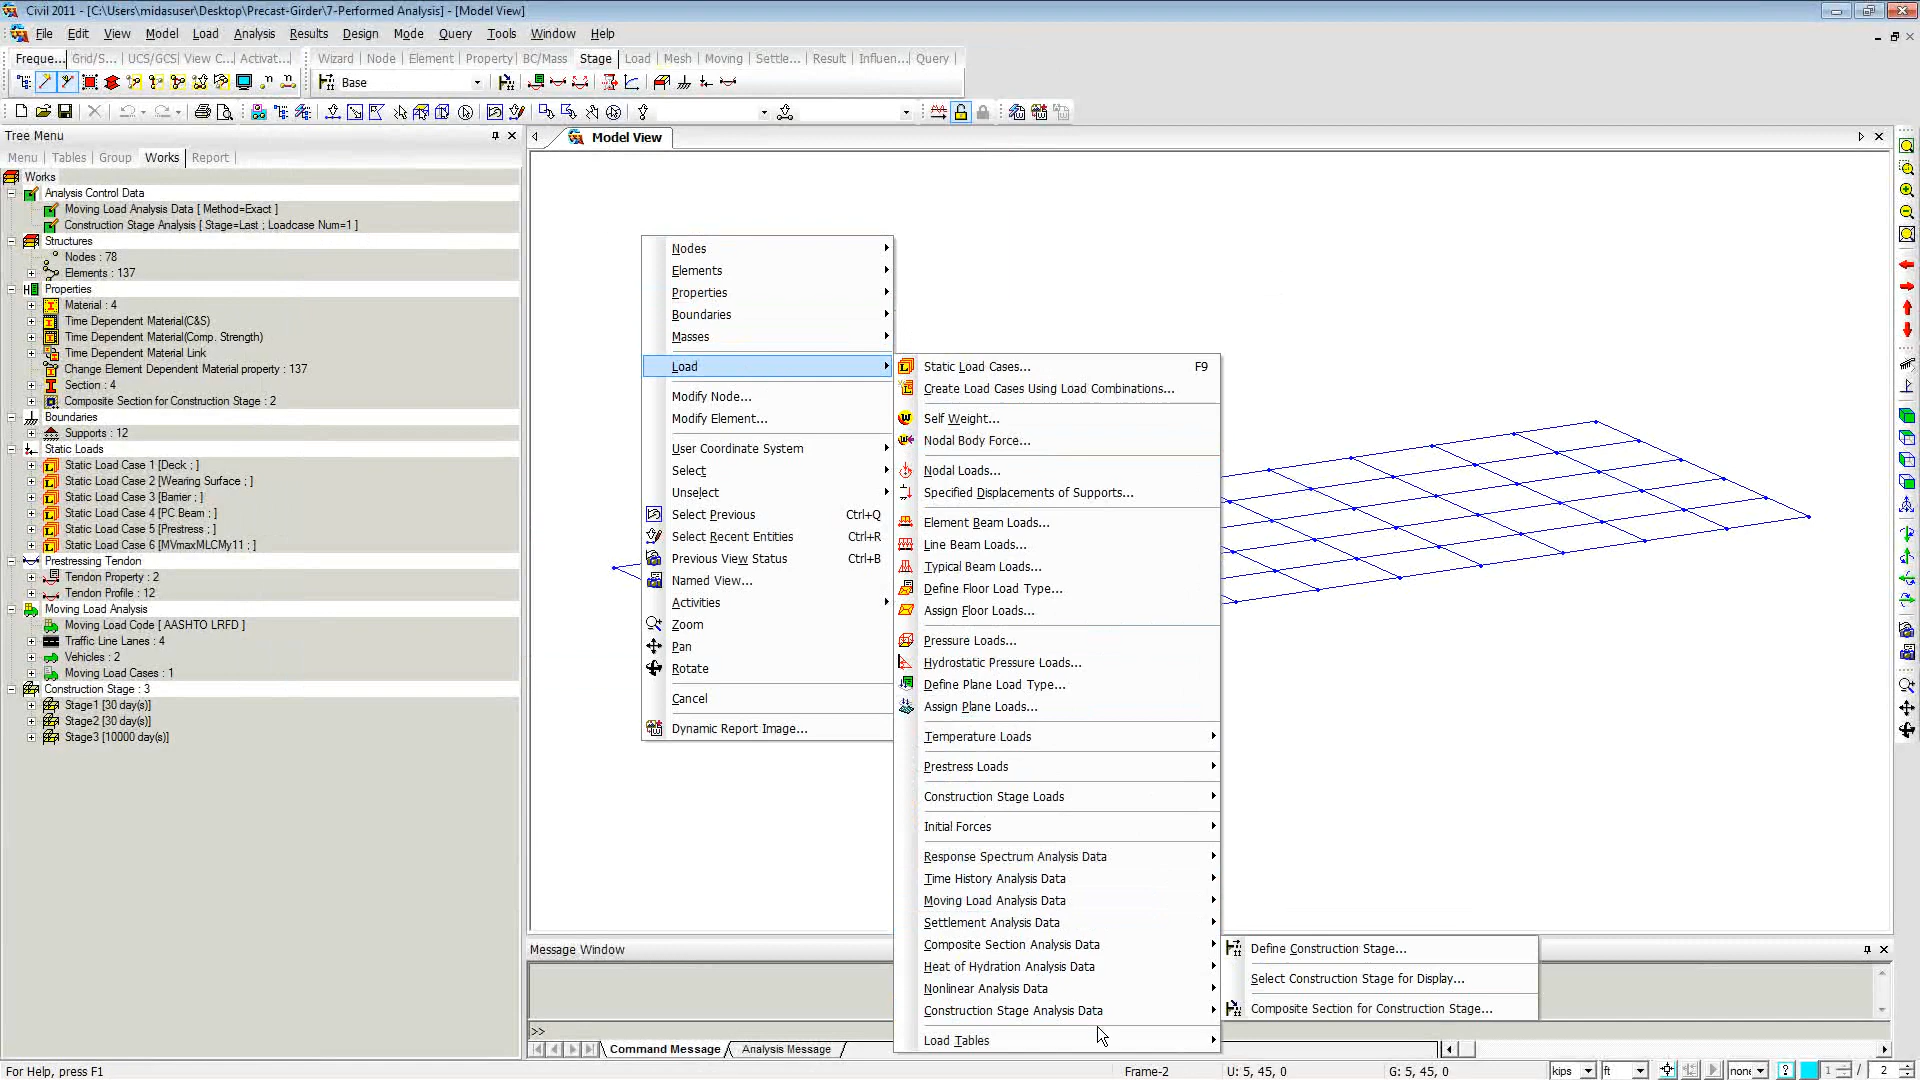 Civil 2011 - [C:\Users\midasuser\Desktop\Precast-Girder\7-Performed Analysis] - [Model View]
File Edit View Model Load Analysis Results Design Mode Query Tools Window Help
Freque... Grid/S... UCS/GCS View C... Activat... Wizard Node Element Property BC/Mass Stage Load Mesh Moving Settle... Result Influen... Query
Base
Tree Menu
Menu Tables Group Works Report
Works
Analysis Control Data
Moving Load Analysis Data [ Method=Exact ]
Construction Stage Analysis [ Stage=Last ; Loadcase Num=1 ]
Structures
Nodes : 78
Elements : 137
Properties
Material : 4
Time Dependent Material(C&S)
Time Dependent Material(Comp. Strength)
Time Dependent Material Link
Change Element Dependent Material property : 137
Section : 4
Composite Section for Construction Stage : 2
Boundaries
Supports : 12
Static Loads
Static Load Case 1 [Deck ; ]
Static Load Case 2 [Wearing Surface ; ]
Static Load Case 3 [Barrier ; ]
Static Load Case 4 [PC Beam ; ]
Static Load Case 5 [Prestress ; ]
Static Load Case 6 [MVmaxMLCMy11 ; ]
Prestressing Tendon
Tendon Property : 2
Tendon Profile : 12
Moving Load Analysis
Moving Load Code [ AASHTO LRFD ]
Traffic Line Lanes : 4
Vehicles : 2
Moving Load Cases : 1
Construction Stage : 3
Stage1 [30 day(s)]
Stage2 [30 day(s)]
Stage3 [10000 day(s)]
Model View
Nodes
Elements
Properties
Boundaries
Masses
Load
Modify Node...
Modify Element...
User Coordinate System
Select
Unselect
Select Previous Ctrl+Q
Select Recent Entities Ctrl+R
Previous View Status Ctrl+B
Named View...
Activities
Zoom
Pan
Rotate
Cancel
Dynamic Report Image...
Static Load Cases... F9
Create Load Cases Using Load Combinations...
Self Weight...
Nodal Body Force...
Nodal Loads...
Specified Displacements of Supports...
Element Beam Loads...
Line Beam Loads...
Typical Beam Loads...
Define Floor Load Type...
Assign Floor Loads...
Pressure Loads...
Hydrostatic Pressure Loads...
Define Plane Load Type...
Assign Plane Loads...
Temperature Loads
Prestress Loads
Construction Stage Loads
Initial Forces
Response Spectrum Analysis Data
Time History Analysis Data
Moving Load Analysis Data
Settlement Analysis Data
Composite Section Analysis Data
Heat of Hydration Analysis Data
Nonlinear Analysis Data
Construction Stage Analysis Data
Load Tables
Define Construction Stage...
Select Construction Stage for Display...
Composite Section for Construction Stage...
Message Window
>>
Command Message Analysis Message
For Help, press F1 Frame-2 U: 5, 45, 0 G: 5, 45, 0 kips ft none ? 1 / 2